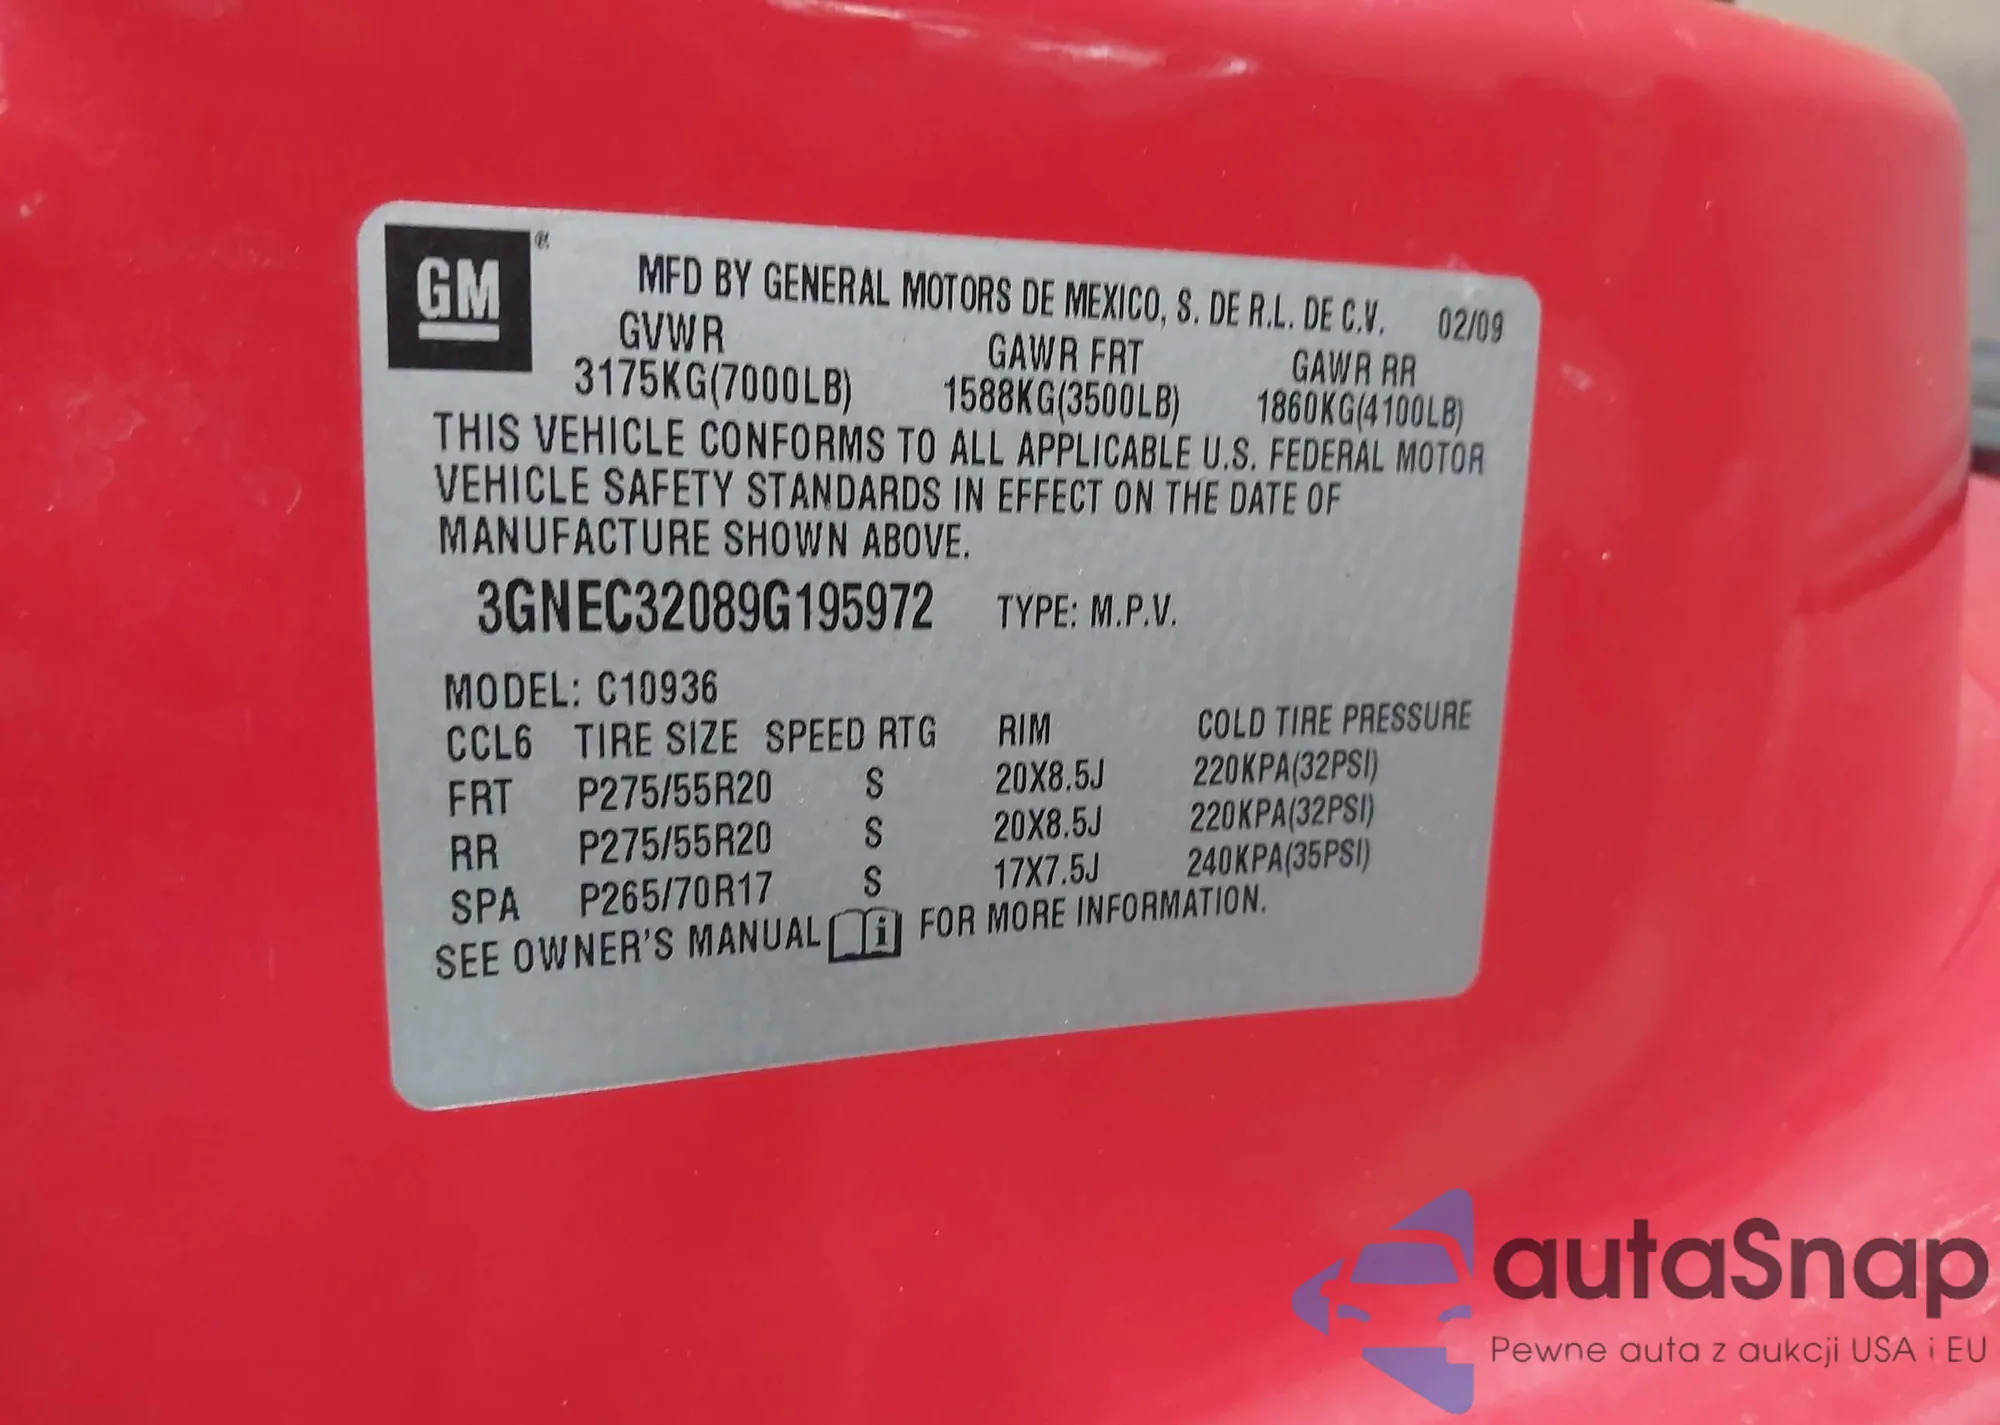 GM®
MFD BY GENERAL MOTORS DE MEXICO, S. DE R.L. DE C.V. 02/09
GVWR GAWR FRT GAWR RR
3175KG(7000LB) 1588KG(3500LB) 1860KG(4100LB)
THIS VEHICLE CONFORMS TO ALL APPLICABLE U.S. FEDERAL MOTOR
VEHICLE SAFETY STANDARDS IN EFFECT ON THE DATE OF
MANUFACTURE SHOWN ABOVE.
3GNEC32089G195972 TYPE: M.P.V.
MODEL: C10936
CCL6 TIRE SIZE SPEED RTG RIM COLD TIRE PRESSURE
FRT P275/55R20 S 20X8.5J 220KPA(32PSI)
RR P275/55R20 S 20X8.5J 220KPA(32PSI)
SPA P265/70R17 S 17X7.5J 240KPA(35PSI)
SEE OWNER'S MANUAL i FOR MORE INFORMATION.
autaSnap
Pewne auta z aukcji USA i EU